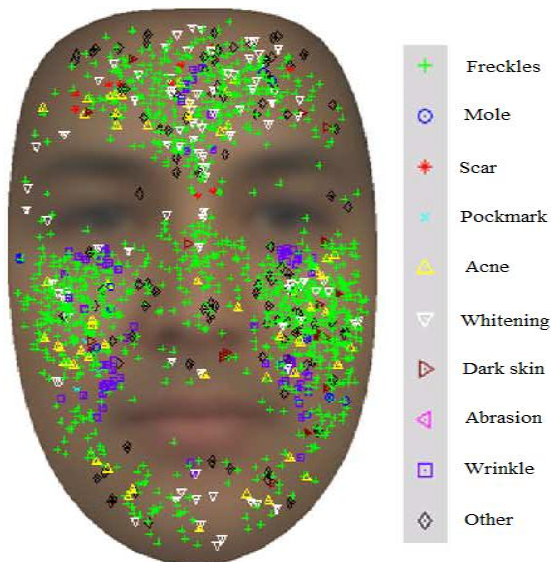 Freckles
Mole
Scar
Pockmark
Acne
Whitening
Dark skin
Abrasion
Wrinkle
Other